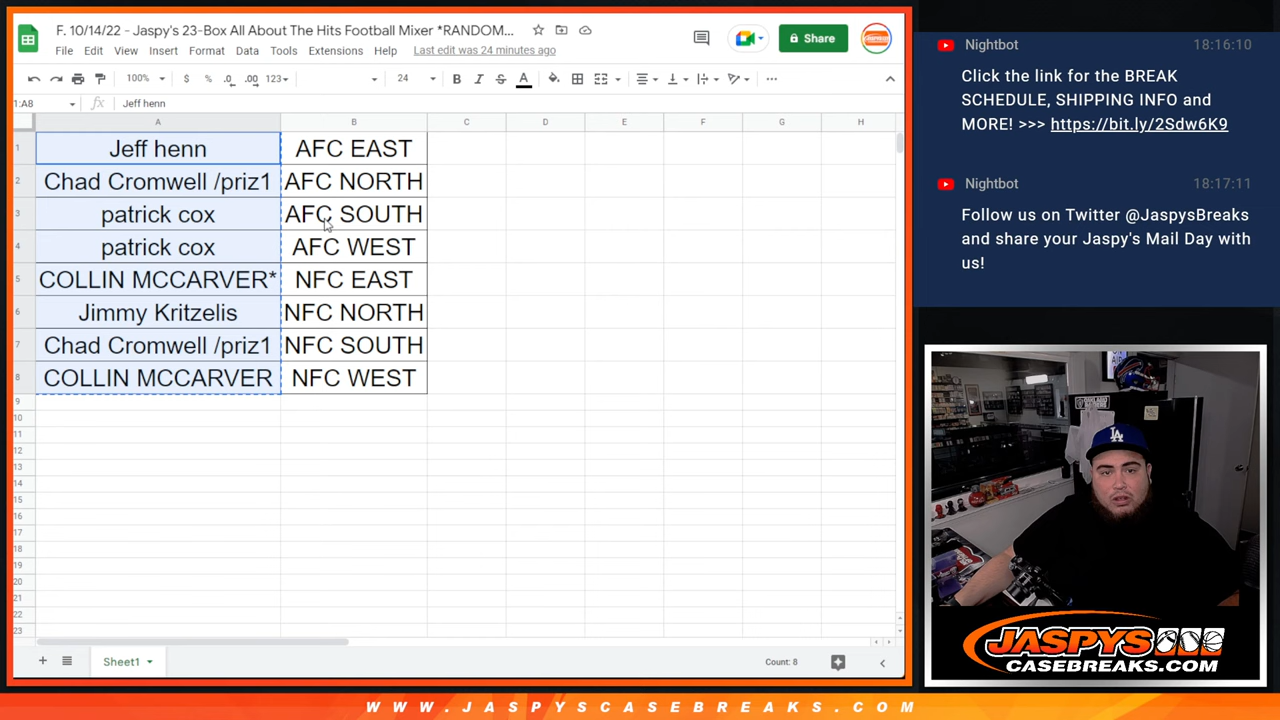 F. 10/14/22 - Jaspy's 23-Box All About The Hits Football Mixer *RANDOM...
File Edit View Insert Format Data Tools Extensions Help Last edit was 24 minutes ago
Share
100% $ % .0 .00 123 24 B I S A
1:A8 fx Jeff henn
A B C D E F G H
1 Jeff henn AFC EAST
2 Chad Cromwell /priz1 AFC NORTH
3 patrick cox AFC SOUTH
4 patrick cox AFC WEST
5 COLLIN MCCARVER* NFC EAST
6 Jimmy Kritzelis NFC NORTH
7 Chad Cromwell /priz1 NFC SOUTH
8 COLLIN MCCARVER NFC WEST
9
10
11
12
13
14
15
16
17
18
19
20
21
22
23
Sheet1
Count: 8
Nightbot 18:16:10
Click the link for the BREAK
SCHEDULE, SHIPPING INFO and
MORE! >>> https://bit.ly/2Sdw6K9
Nightbot 18:17:11
Follow us on Twitter @JaspysBreaks
and share your Jaspy's Mail Day with
us!
LA
JASPYS
CASEBREAKS.COM
WWW.JASPYSCASEBREAKS.COM